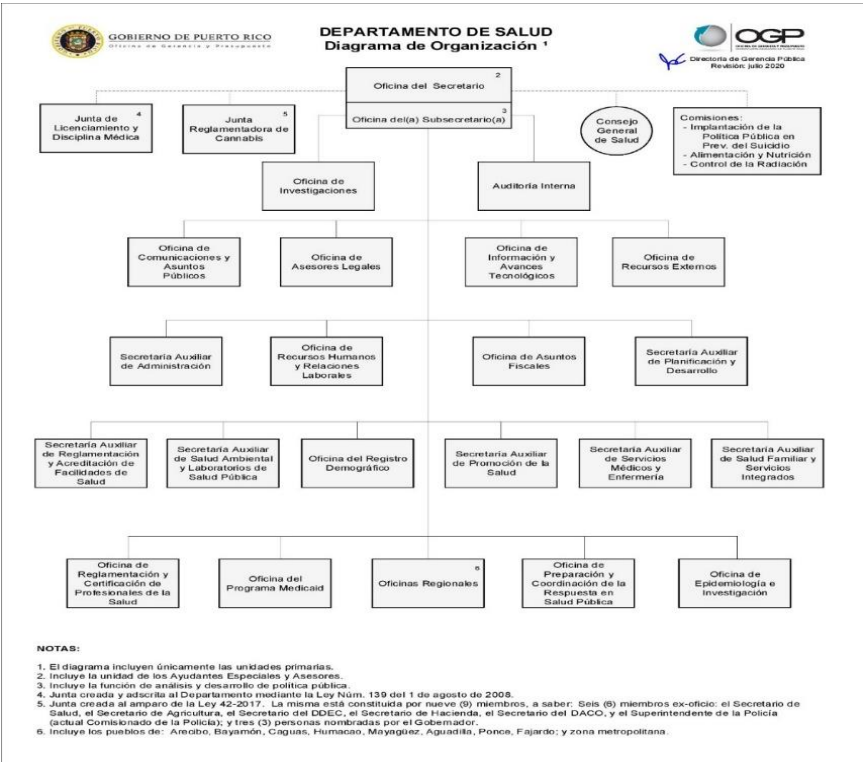 GOBIERNO DE PUERTO RICO
Oficina de Gerencia y Presupuesto
DEPARTAMENTO DE SALUD
Diagrama de Organización ¹
OGP
Directoría de Gerencia Pública
Revisión: julio 2020
2
Oficina del Secretario
3
Oficina del(a) Subsecretario(a)
4
Junta de
Licenciamiento y
Disciplina Médica
5
Junta
Reglamentadora de
Cannabis
Consejo
General
de Salud
Comisiones:
- Implantación de la
Política Pública en
Prev. del Suicidio
- Alimentación y Nutrición
- Control de la Radiación
Oficina de
Investigaciones
Auditoría Interna
Oficina de
Comunicaciones y
Asuntos
Públicos
Oficina de
Asesores Legales
Oficina de
Información y
Avances
Tecnológicos
Oficina de
Recursos Externos
Secretaría Auxiliar
de Administración
Oficina de
Recursos Humanos
y Relaciones
Laborales
Oficina de Asuntos
Fiscales
Secretaría Auxiliar
de Planificación y
Desarrollo
Secretaría Auxiliar
de Reglamentación
y Acreditación de
Facilidades de
Salud
Secretaría Auxiliar
de Salud Ambiental
y Laboratorios de
Salud Pública
Oficina del Registro
Demográfico
Secretaría Auxiliar
de Promoción de la
Salud
Secretaría Auxiliar
de Servicios
Médicos y
Enfermería
Secretaría Auxiliar
de Salud Familiar y
Servicios
Integrados
Oficina de
Reglamentación y
Certificación de
Profesionales de la
Salud
Oficina del
Programa Medicaid
6
Oficinas Regionales
Oficina de
Preparación y
Coordinación de la
Respuesta en
Salud Pública
Oficina de
Epidemiología e
Investigación
NOTAS:
1. El diagrama incluyen únicamente las unidades primarias.
2. Incluye la unidad de los Ayudantes Especiales y Asesores.
3. Incluye la función de análisis y desarrollo de política pública.
4. Junta creada y adscrita al Departamento mediante la Ley Núm. 139 del 1 de agosto de 2008.
5. Junta creada al amparo de la Ley 42-2017. La misma está constituida por nueve (9) miembros, a saber: Seis (6) miembros ex-oficio: el Secretario de
Salud, el Secretario de Agricultura, el Secretario del DDEC, el Secretario de Hacienda, el Secretario del DACO, y el Superintendente de la Policía
(actual Comisionado de la Policía); y tres (3) personas nombradas por el Gobernador.
6. Incluye los pueblos de: Arecibo, Bayamón, Caguas, Humacao, Mayagüez, Aguadilla, Ponce, Fajardo; y zona metropolitana.